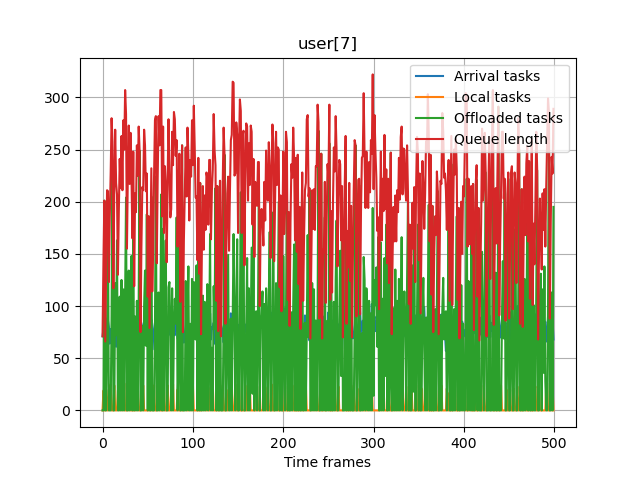 user[7]
Arrival tasks
Local tasks
Offloaded tasks
Queue length
300
250
200
150
100
50
0
0 100 200 300 400 500
Time frames